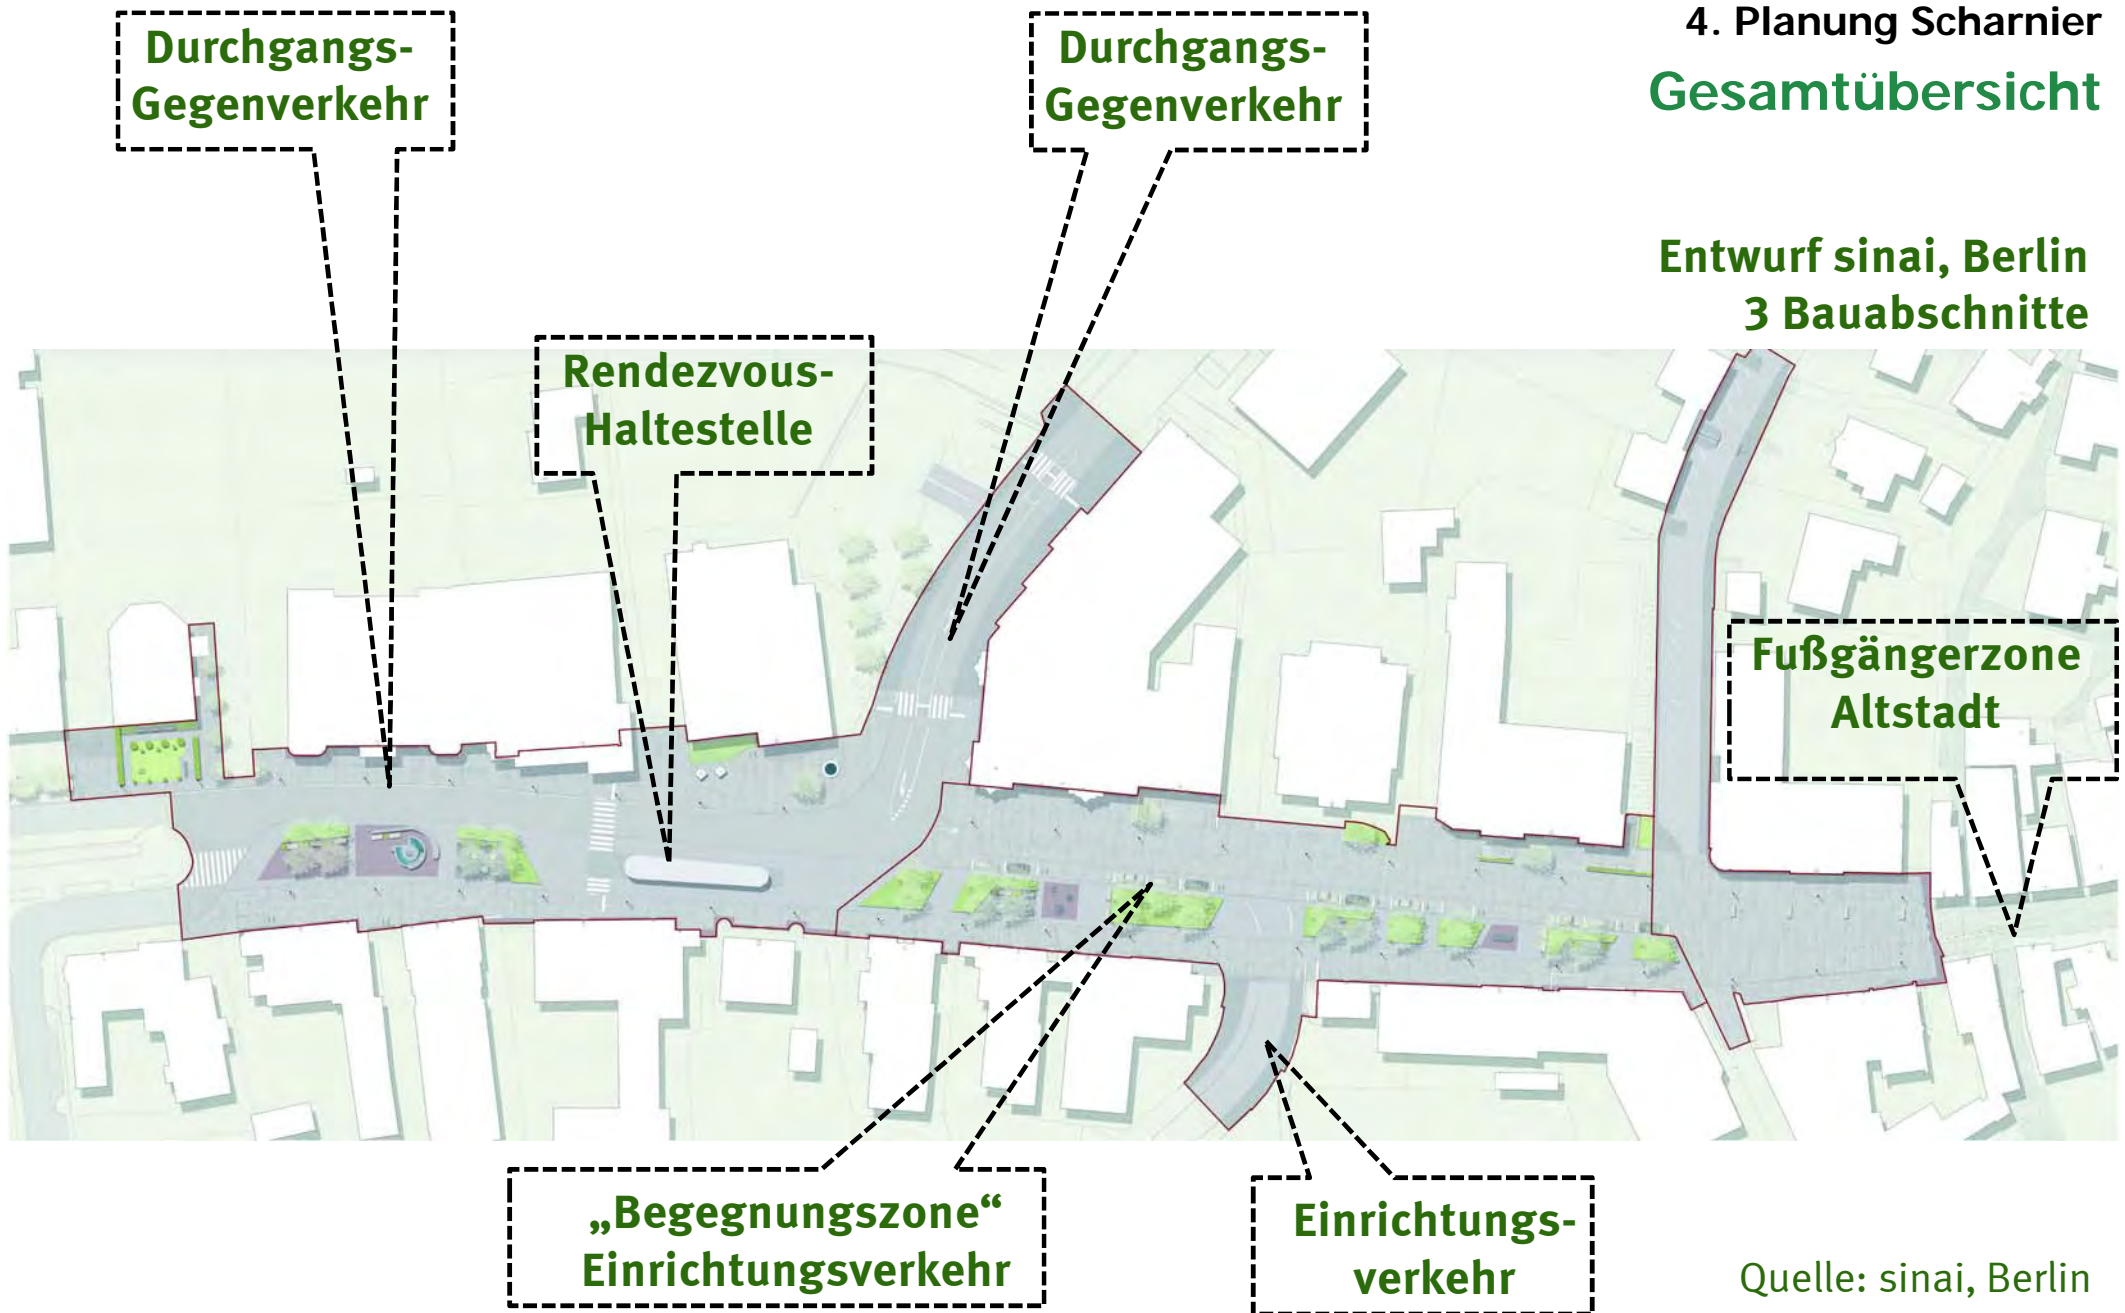 4. Planung Scharnier
Gesamtübersicht
Durchgangs-
Gegenverkehr
Durchgangs-
Gegenverkehr
Entwurf sinai, Berlin
3 Bauabschnitte
Rendezvous-
Haltestelle
Fußgängerzone
Altstadt
„Begegnungszone“
Einrichtungsverkehr
Einrichtungs-
verkehr
Quelle: sinai, Berlin